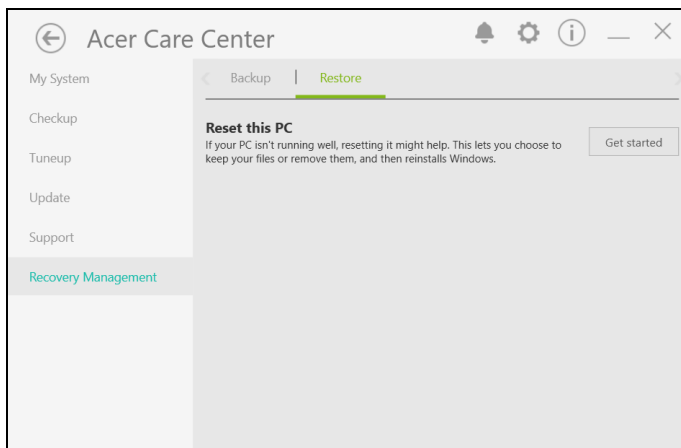 Acer Care Center
My System
Checkup
Tuneup
Update
Support
Recovery Management
Backup | Restore
Reset this PC
If your PC isn't running well, resetting it might help. This lets you choose to
keep your files or remove them, and then reinstalls Windows.
Get started